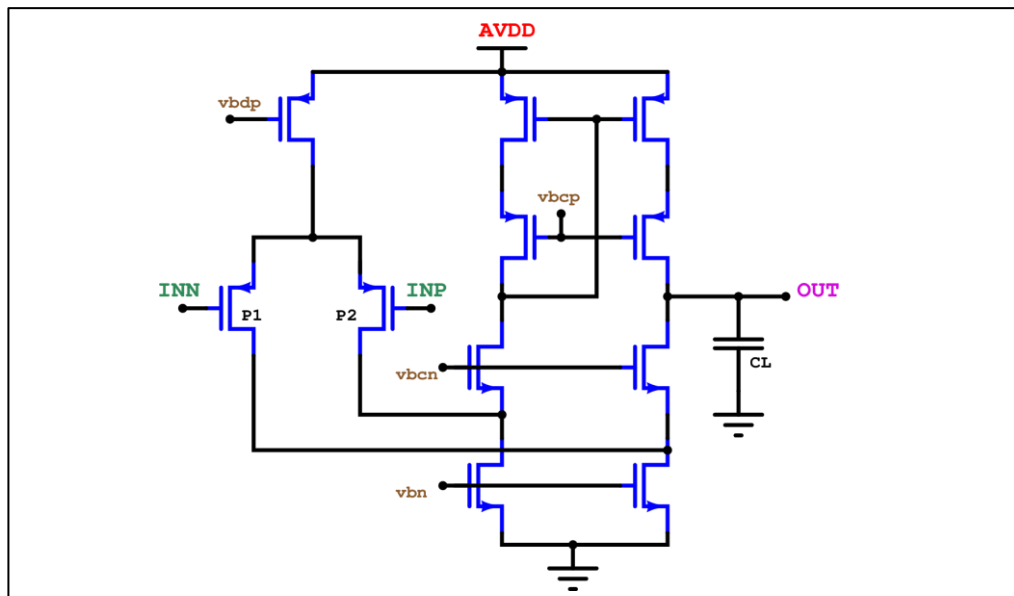 AVDD
vbdp
vbcp
INN
P1
P2
INP
OUT
CL
vbcn
vbn